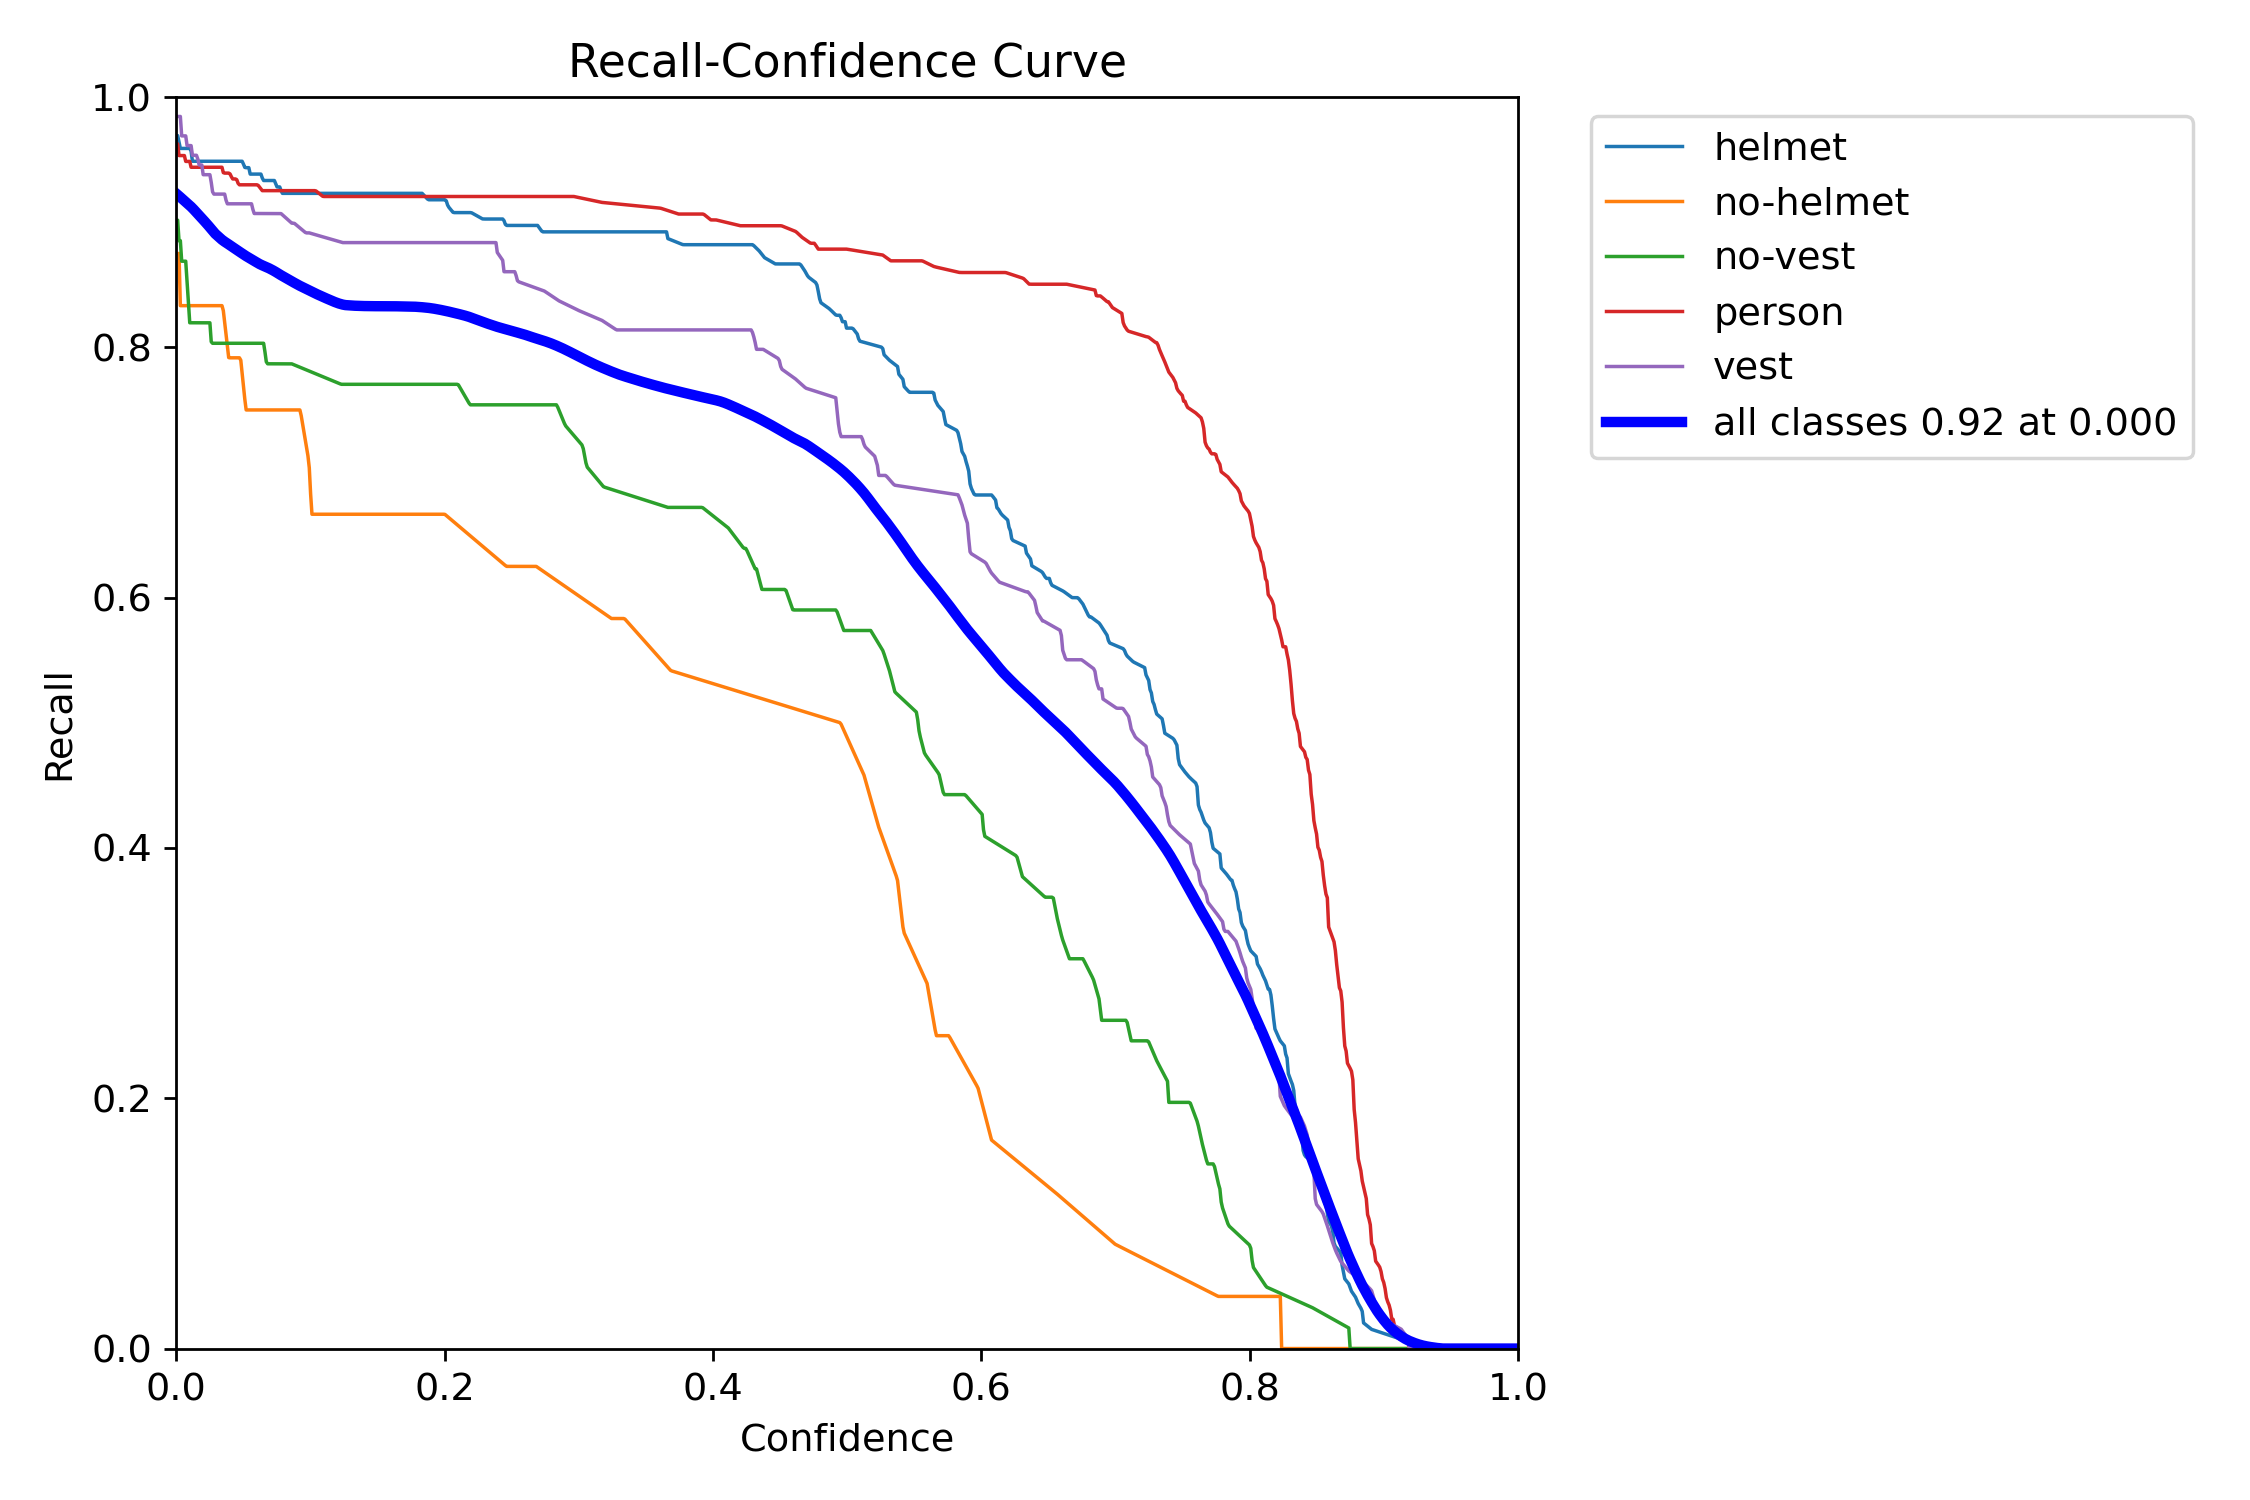 Recall-Confidence Curve
1.0
0.8
0.6
0.4
0.2
0.0
Recall
0.0 0.2 0.4 0.6 0.8 1.0
Confidence
helmet
no-helmet
no-vest
person
vest
all classes 0.92 at 0.000